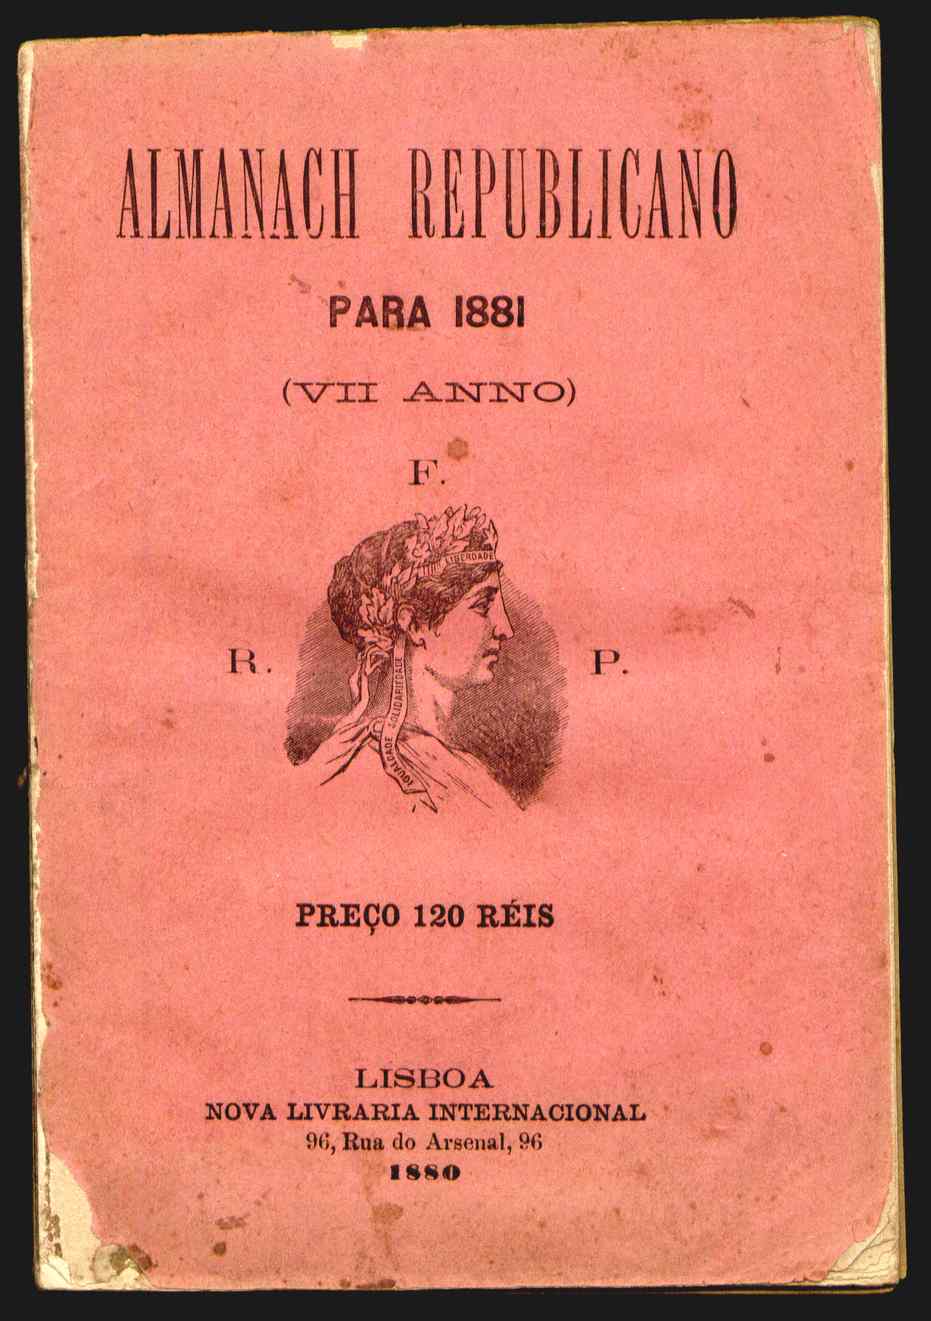 ALMANACH REPUBLICANO
PARA 1881
(VII ANNO)
F.
LIBERDADE
R.
P.
IGUALDADE SOLIDARIEDADE
PREÇO 120 RÉIS
LISBOA
NOVA LIVRARIA INTERNACIONAL
96, Rua do Arsenal, 96
1880